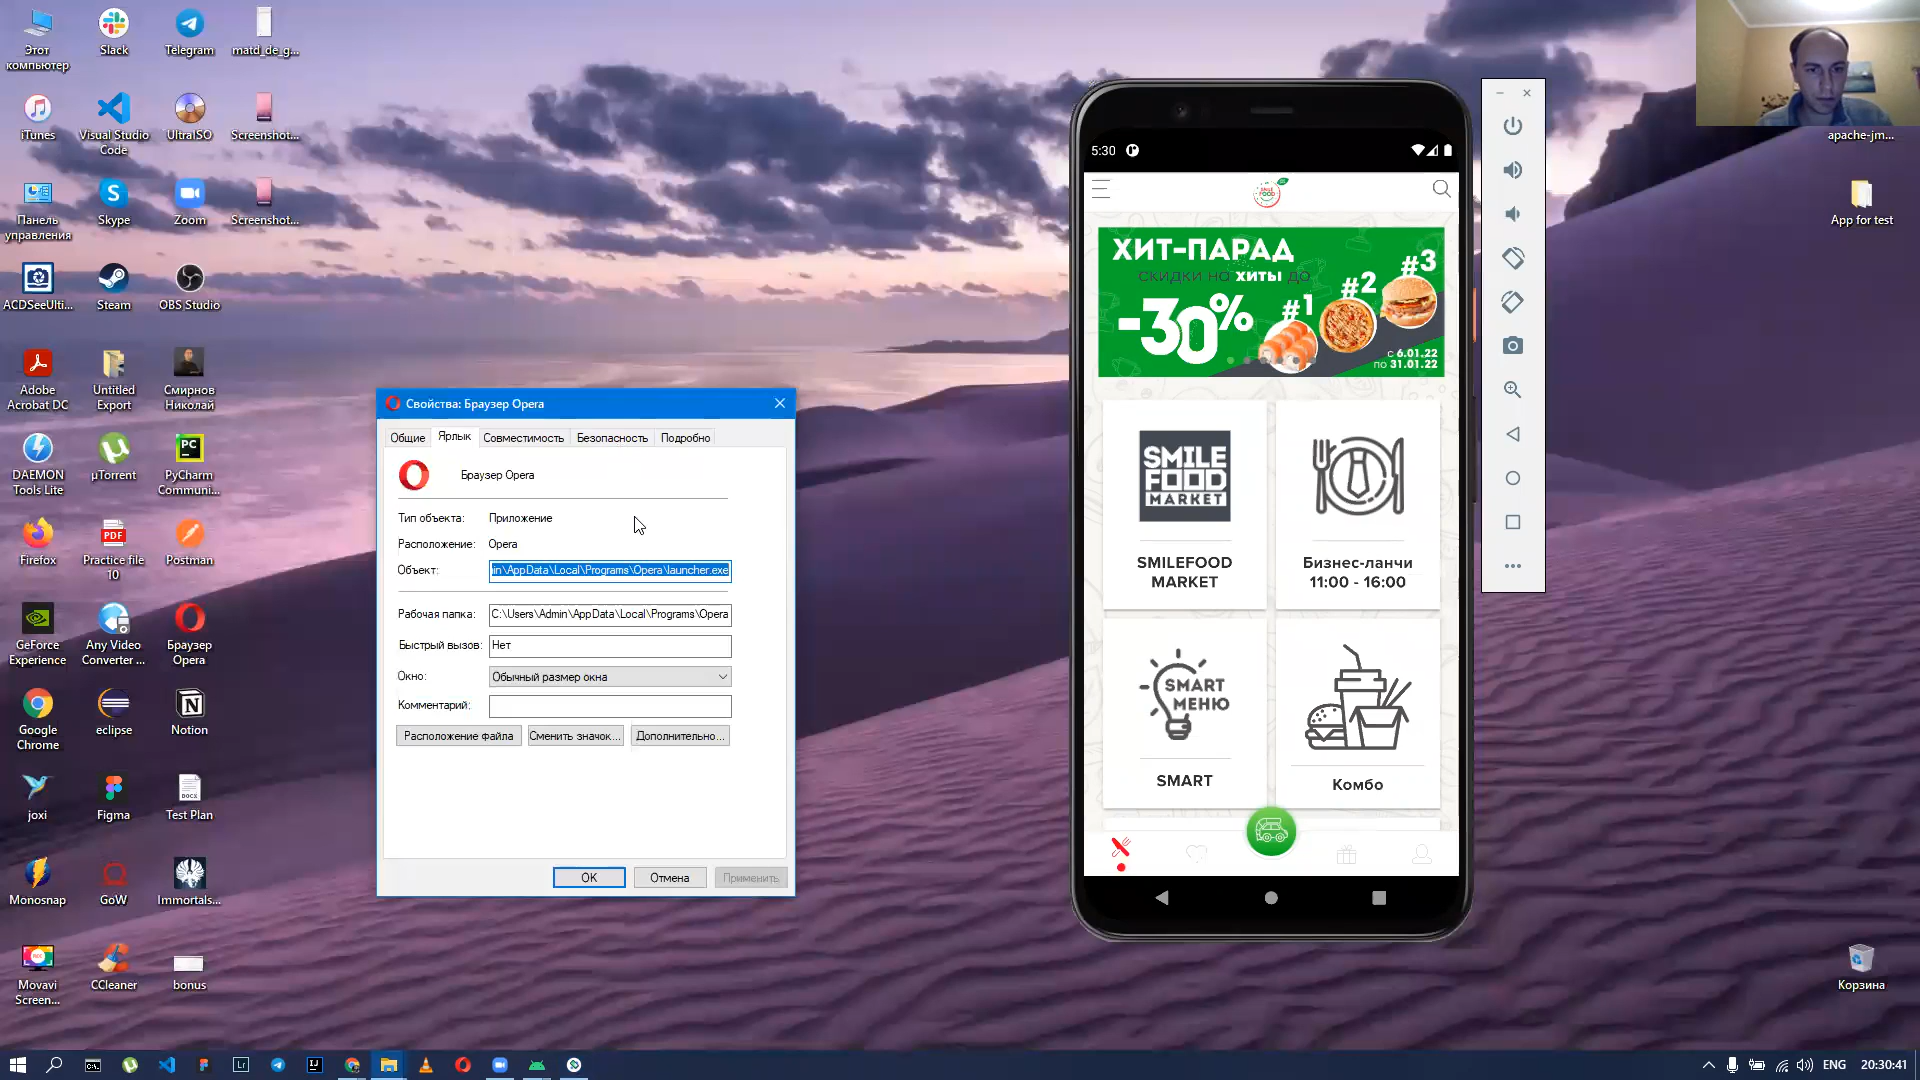 Этот
компьютер
Slack
Telegram
matd_de_g...
iTunes
Visual Studio
Code
UltraISO
Screenshot...
Панель
управления
Skype
Zoom
Screenshot...
ACDSeeUlti...
Steam
OBS Studio
Adobe
Acrobat DC
Untitled
Export
Смирнов
Николай
DAEMON
Tools Lite
µTorrent
PyCharm
Communi...
Firefox
Practice file
10
Postman
GeForce
Experience
Any Video
Converter ...
Браузер
Opera
Google
Chrome
eclipse
Notion
joxi
Figma
Test Plan
Monosnap
GoW
Immortals...
Movavi
Screen...
CCleaner
bonus
apache-jm...
App for test
Корзина
Свойства: Браузер Opera
Общие
Ярлык
Совместимость
Безопасность
Подробно
Браузер Opera
Тип объекта: Приложение
Расположение: Opera
Объект: in\AppData\Local\Programs\Opera\launcher.exe
Рабочая папка: C:\Users\Admin\AppData\Local\Programs\Opera
Быстрый вызов: Нет
Окно: Обычный размер окна
Комментарий:
Расположение файла
Сменить значок...
Дополнительно...
OK
Отмена
Применить
5:30
ХИТ-ПАРАД
СКИДКИ НА ХИТЫ ДО
-30%
#1
#2
#3
с 6.01.22
по 31.01.22
SMILE
FOOD
MARKET
SMILEFOOD
MARKET
Бизнес-ланчи
11:00 - 16:00
SMART
МЕНЮ
SMART
Комбо
ENG
20:30:41